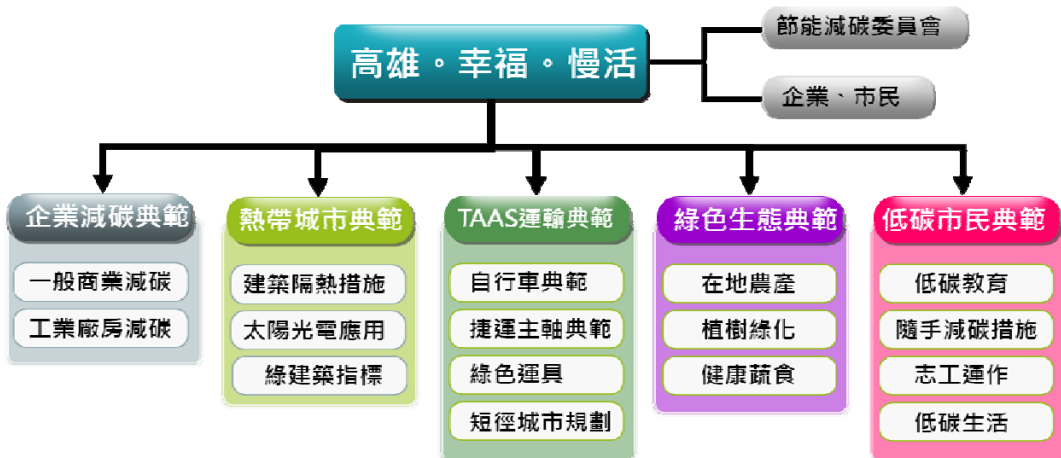 高雄。幸福。慢活
節能減碳委員會
企業、市民
企業減碳典範
一般商業減碳
工業廠房減碳
熱帶城市典範
建築隔熱措施
太陽光電應用
綠建築指標
TAAS運輸典範
自行車典範
捷運主軸典範
綠色運具
短徑城市規劃
綠色生態典範
在地農產
植樹綠化
健康蔬食
低碳市民典範
低碳教育
隨手減碳措施
志工運作
低碳生活